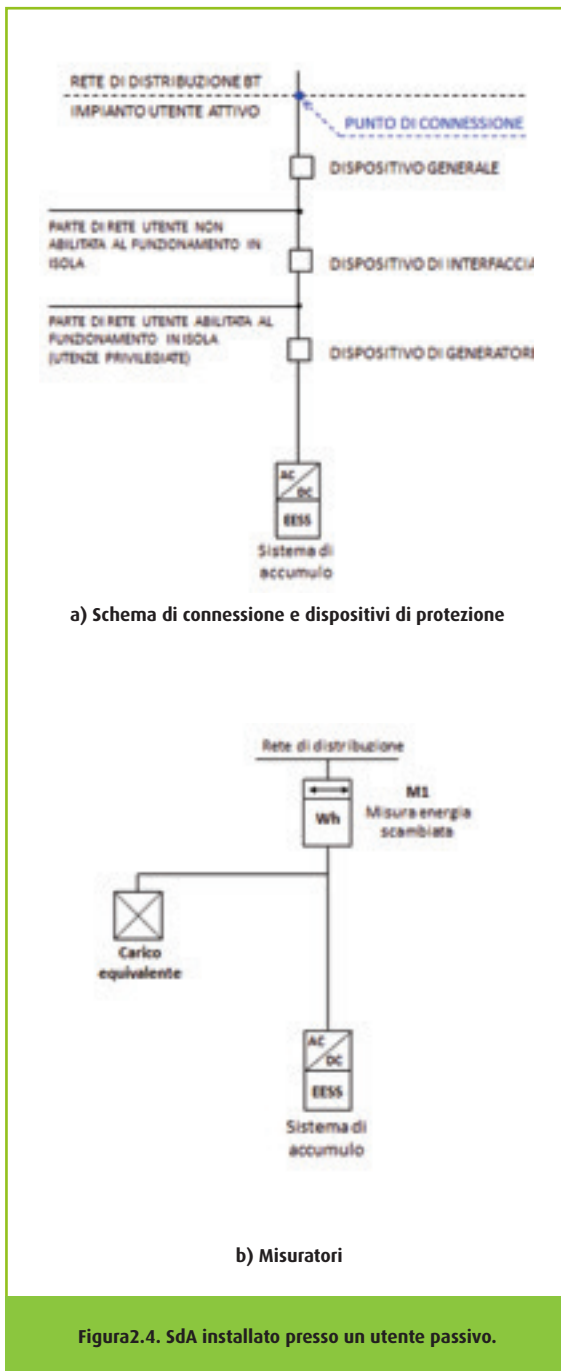 RETE DI DISTRIBUZIONE BT
IMPIANTO UTENTE ATTIVO
PUNTO DI CONNESSIONE
DISPOSITIVO GENERALE
PARTE DI RETE UTENTE NON
ABILITATA AL FUNZIONAMENTO IN
ISOLA
DISPOSITIVO DI INTERFACCIA
PARTE DI RETE UTENTE ABILITATA AL
FUNZIONAMENTO IN ISOLA
(UTENZE PRIVILEGIATE)
DISPOSITIVO DI GENERATORE
AC
DC
EESS
Sistema di
accumulo
a) Schema di connessione e dispositivi di protezione
Rete di distribuzione
M1
Misura energia
scambiata
Wh
Carico
equivalente
AC
DC
EESS
Sistema di
accumulo
b) Misuratori
Figura2.4. SdA installato presso un utente passivo.